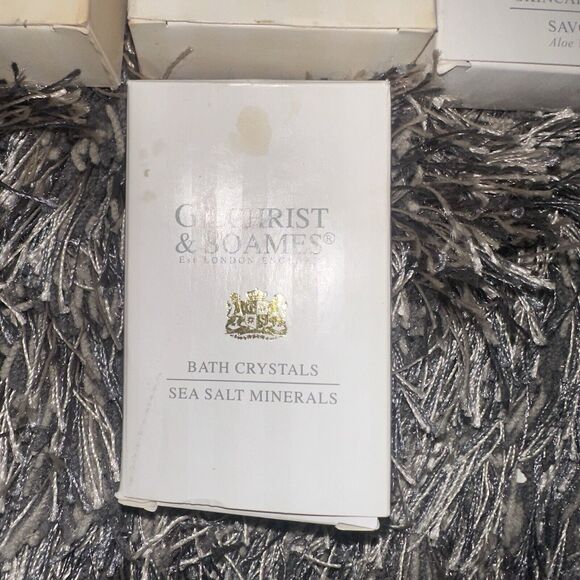 SAVO
Aloe
GILCHRIST
& SOAMES®
Est LONDON ENGLAND
BATH CRYSTALS
SEA SALT MINERALS